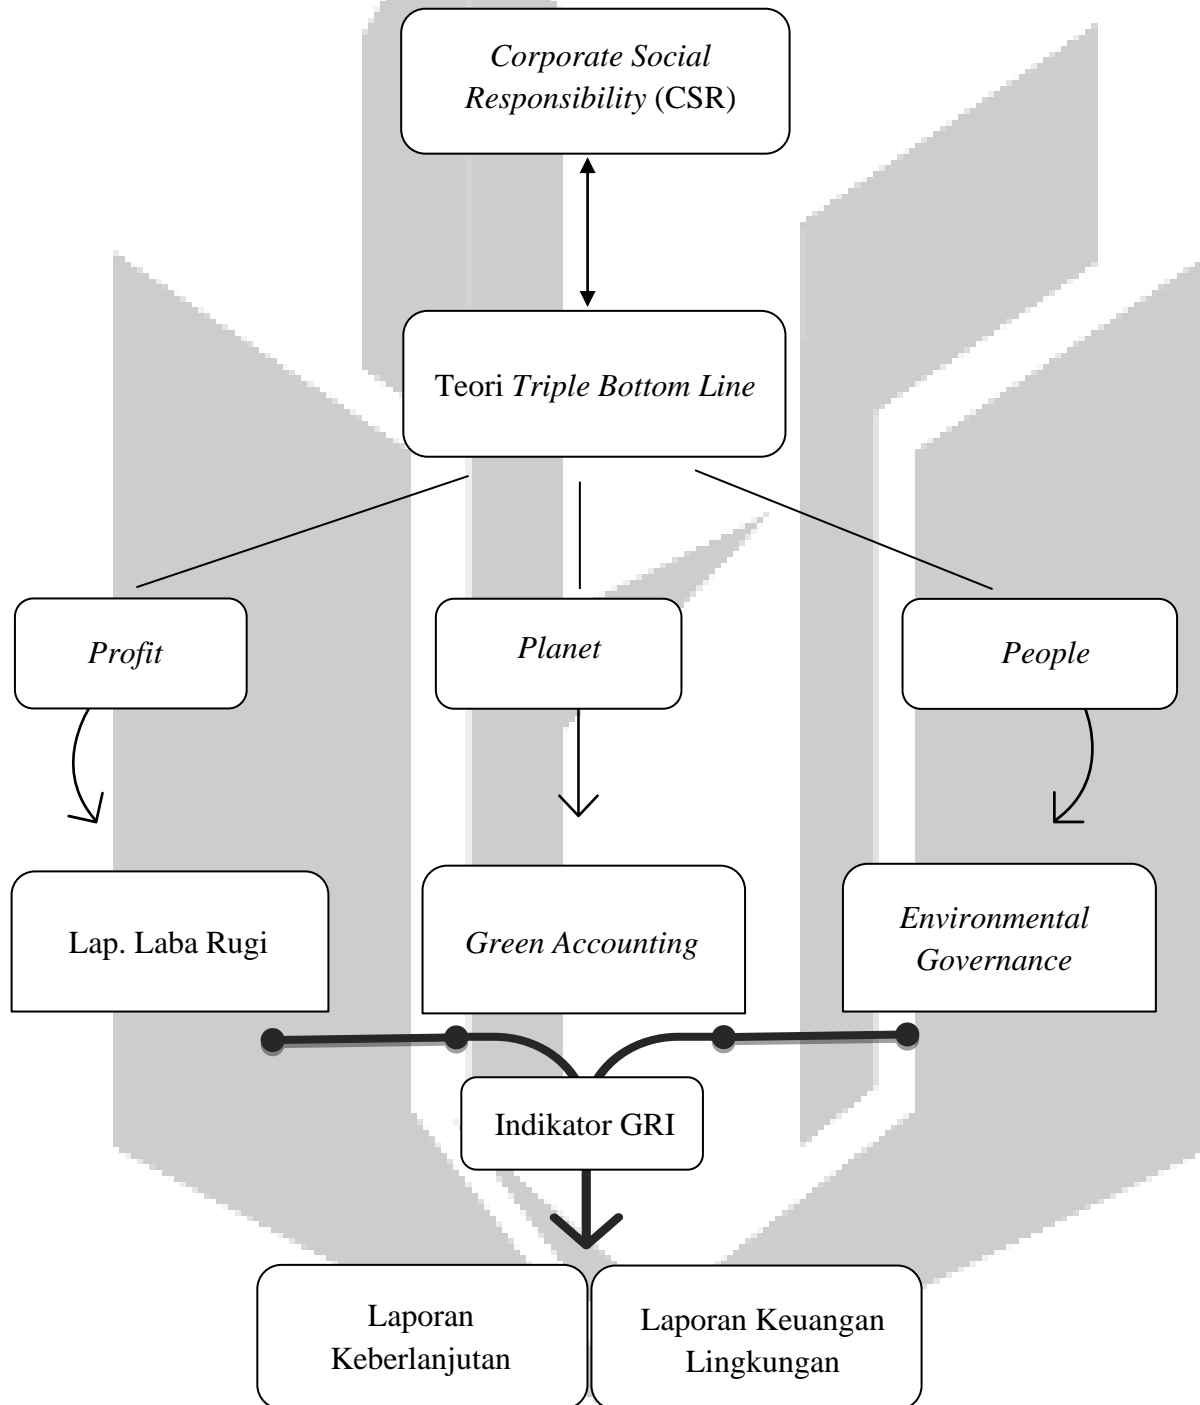 Corporate Social
Responsibility (CSR)
Teori Triple Bottom Line
Profit
Planet
People
Lap. Laba Rugi
Green Accounting
Environmental
Governance
Indikator GRI
Laporan
Keberlanjutan
Laporan Keuangan
Lingkungan